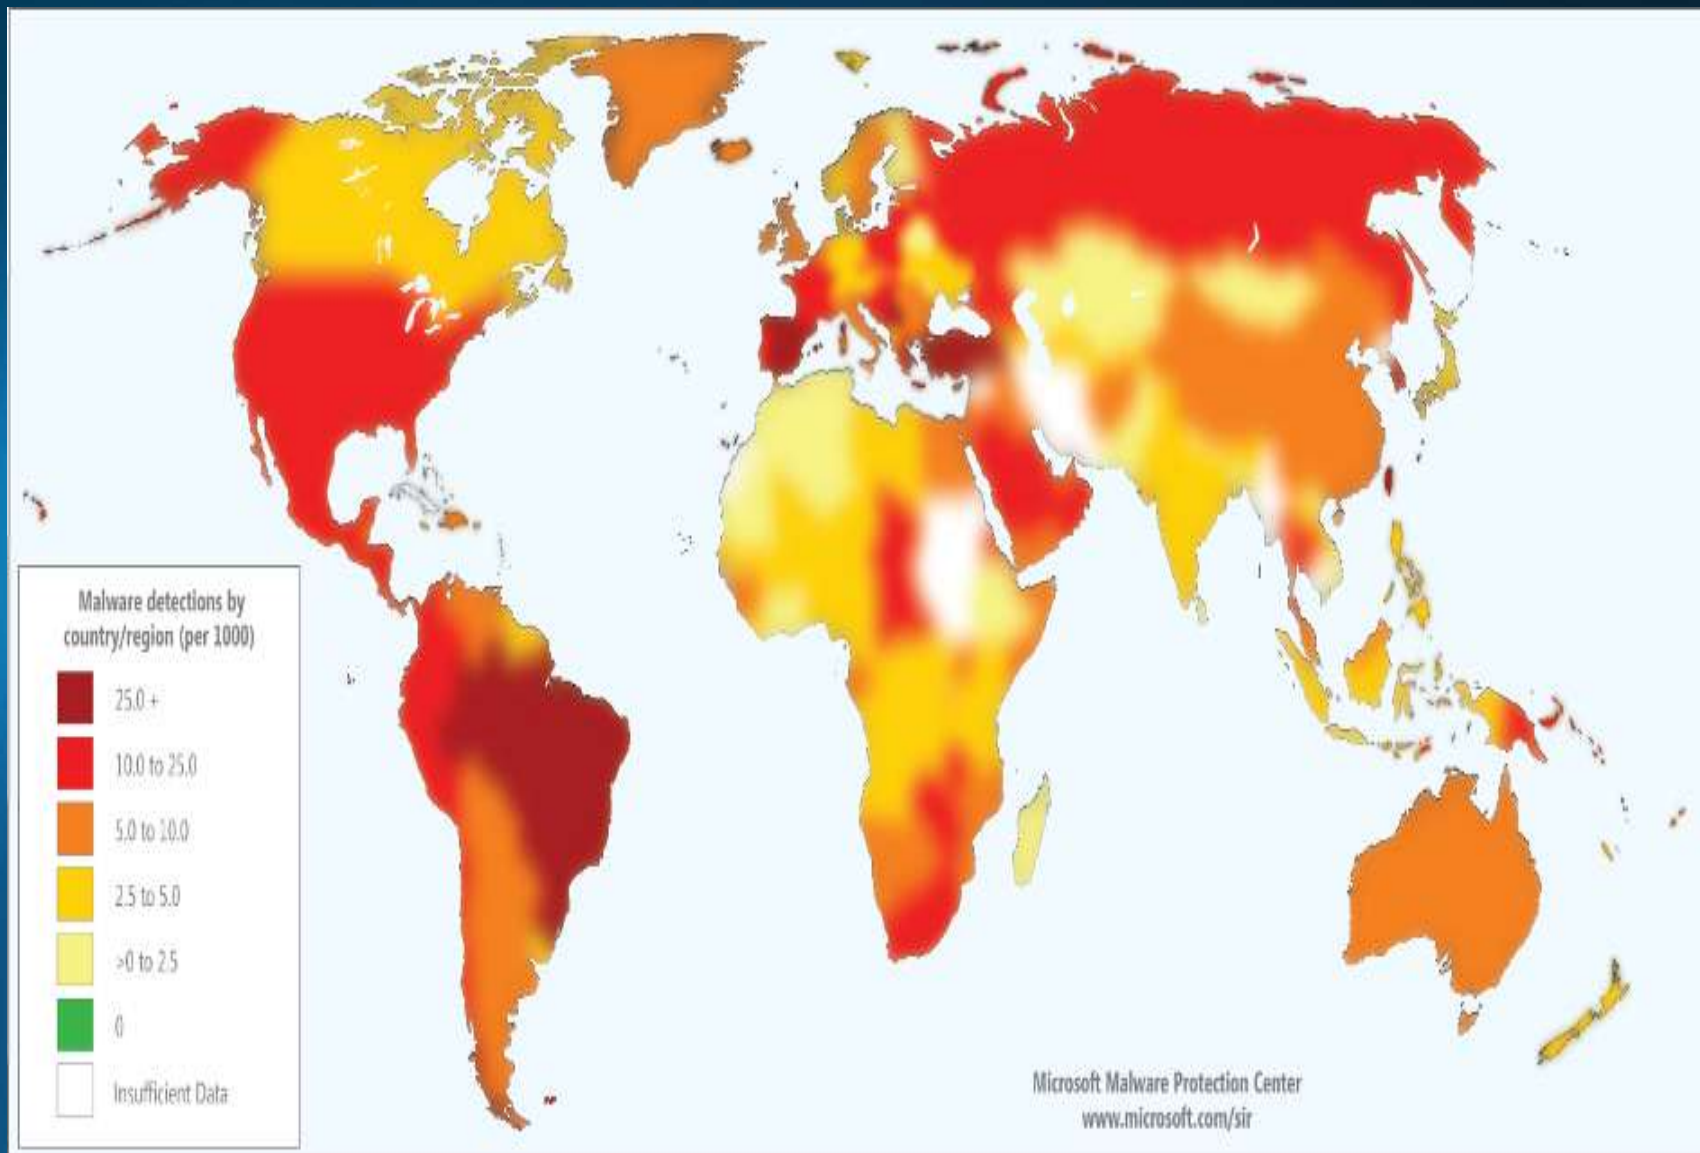 Malware detections by
country/region (per 1000)
25.0 +
10.0 to 25.0
5.0 to 10.0
2.5 to 5.0
>0 to 2.5
0
Insufficient Data
Microsoft Malware Protection Center
www.microsoft.com/sir